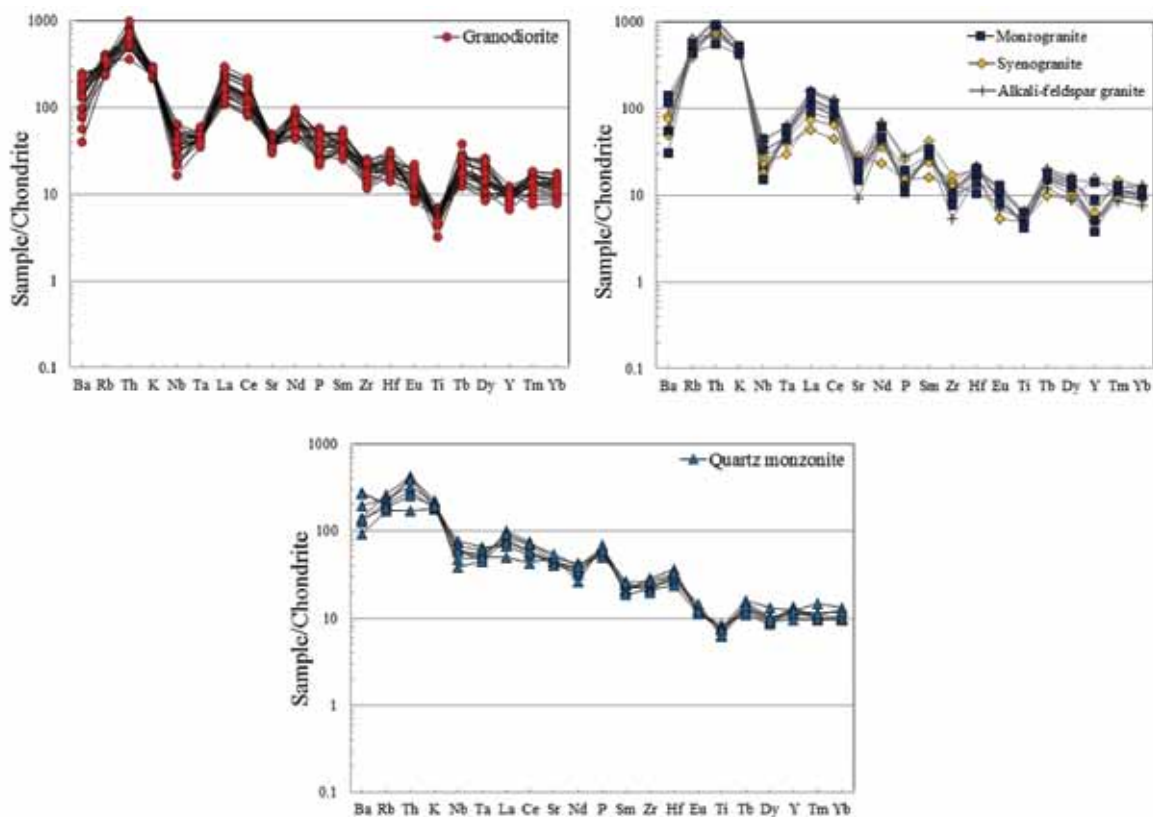 1000
100
10
1
0.1
Sample/Chondrite
Granodiorite
Ba Rb Th K Nb Ta La Ce Sr Nd P Sm Zr Hf Eu Ti Tb Dy Y Tm Yb
1000
100
10
1
0.1
Sample/Chondrite
Monzogranite
Syenogranite
Alkali-feldspar granite
Ba Rb Th K Nb Ta La Ce Sr Nd P Sm Zr Hf Eu Ti Tb Dy Y Tm Yb
1000
100
10
1
0.1
Sample/Chondrite
Quartz monzonite
Ba Rb Th K Nb Ta La Ce Sr Nd P Sm Zr Hf Eu Ti Tb Dy Y Tm Yb